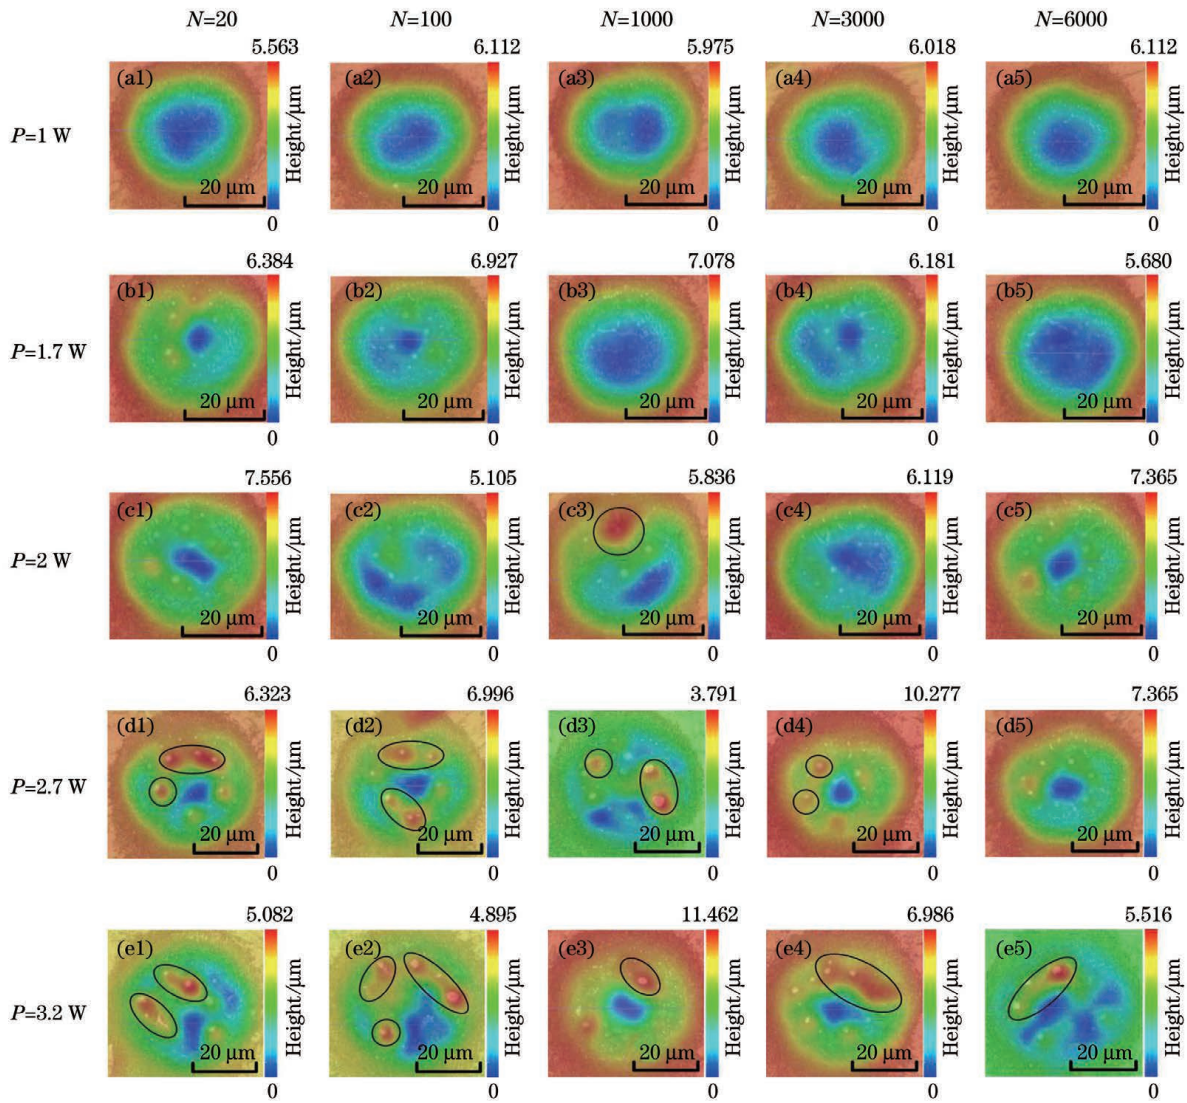 N=20 N=100 N=1000 N=3000 N=6000
5.563 6.112 5.975 6.018 6.112
(a1) (a2) (a3) (a4) (a5)
P=1 W
Height/μm Height/μm Height/μm Height/μm Height/μm
20 μm 20 μm 20 μm 20 μm 20 μm
0 0 0 0 0
6.384 6.927 7.078 6.181 5.680
(b1) (b2) (b3) (b4) (b5)
P=1.7 W
Height/μm Height/μm Height/μm Height/μm Height/μm
20 μm 20 μm 20 μm 20 μm 20 μm
0 0 0 0 0
7.556 5.105 5.836 6.119 7.365
(c1) (c2) (c3) (c4) (c5)
P=2 W
Height/μm Height/μm Height/μm Height/μm Height/μm
20 μm 20 μm 20 μm 20 μm 20 μm
0 0 0 0 0
6.323 6.996 3.791 10.277 7.365
(d1) (d2) (d3) (d4) (d5)
P=2.7 W
Height/μm Height/μm Height/μm Height/μm Height/μm
20 μm 20 μm 20 μm 20 μm 20 μm
0 0 0 0 0
5.082 4.895 11.462 6.986 5.516
(e1) (e2) (e3) (e4) (e5)
P=3.2 W
Height/μm Height/μm Height/μm Height/μm Height/μm
20 μm 20 μm 20 μm 20 μm 20 μm
0 0 0 0 0